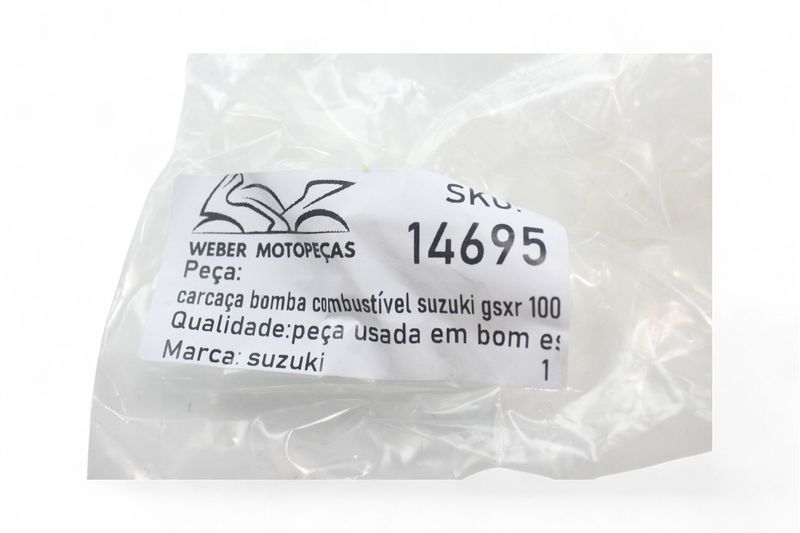 SKU:
14695
WEBER MOTOPEÇAS
Peça:
carcaça bomba combustível suzuki gsxr 100
Qualidade:peça usada em bom es
Marca: suzuki
1